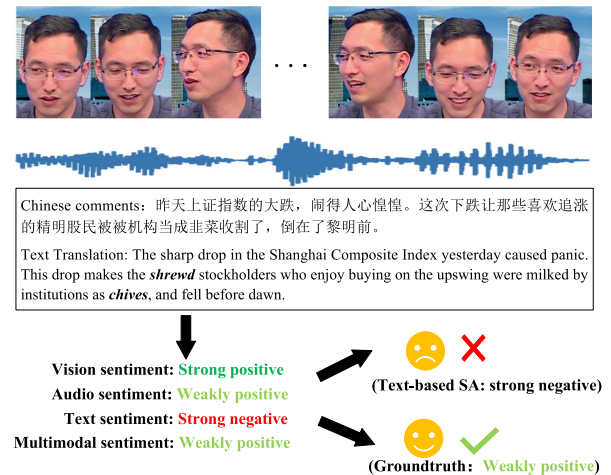 ...
Chinese comments：昨天上证指数的大跌，闹得人心惶惶。这次下跌让那些喜欢追涨
的精明股民被被机构当成韭菜收割了，倒在了黎明前。
Text Translation: The sharp drop in the Shanghai Composite Index yesterday caused panic.
This drop makes the shrewd stockholders who enjoy buying on the upswing were milked by
institutions as chives, and fell before dawn.
Vision sentiment: Strong positive
Audio sentiment: Weakly positive
Text sentiment: Strong negative
Multimodal sentiment: Weakly positive
(Text-based SA: strong negative)
(Groundtruth：Weakly positive)